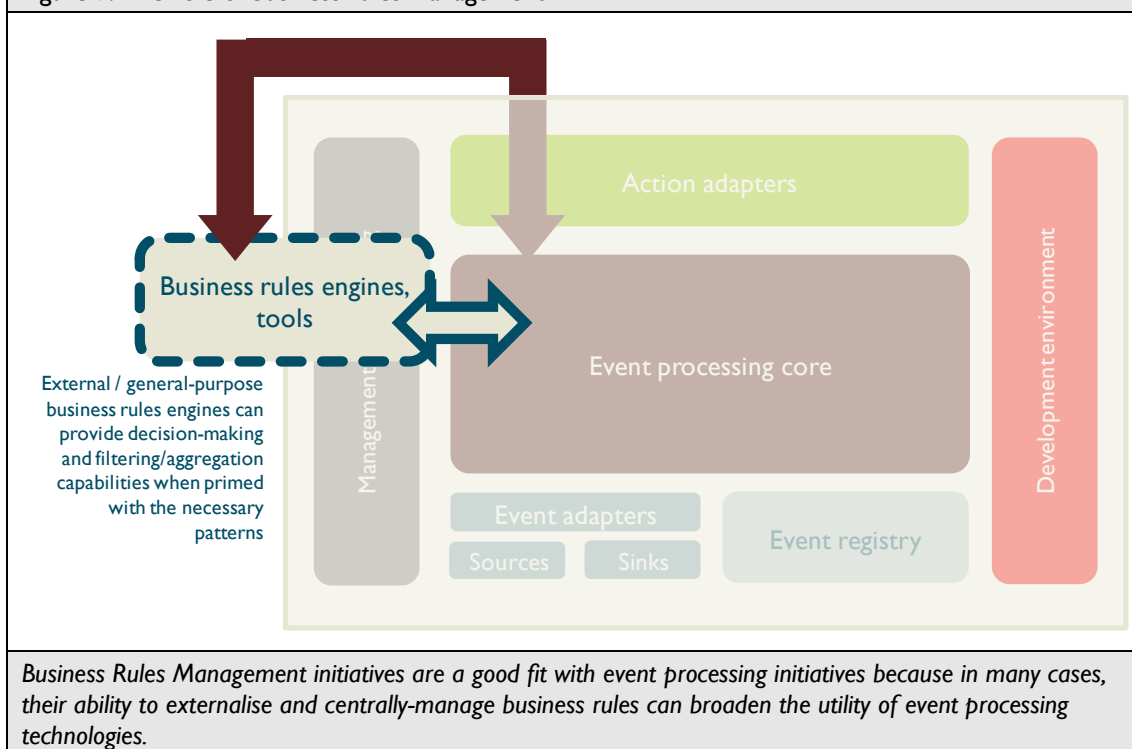 Action adapters
Business rules engines,
tools
Event processing core
External / general-purpose
business rules engines can
provide decision-making
and filtering/aggregation
capabilities when primed
with the necessary
patterns
Management
Development environment
Event adapters
Sources
Sinks
Event registry
Business Rules Management initiatives are a good fit with event processing initiatives because in many cases,
their ability to externalise and centrally-manage business rules can broaden the utility of event processing
technologies.